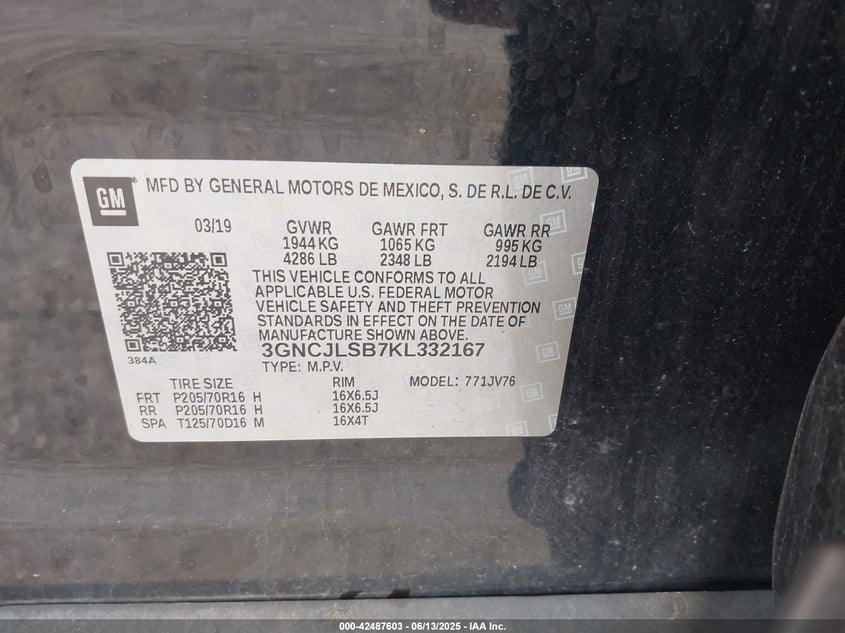 GM ® MFD BY GENERAL MOTORS DE MEXICO, S. DE R.L. DE C.V.
03/19 GVWR GAWR FRT GAWR RR
1944 KG 1065 KG 995 KG
4286 LB 2348 LB 2194 LB
THIS VEHICLE CONFORMS TO ALL
APPLICABLE U.S. FEDERAL MOTOR
VEHICLE SAFETY AND THEFT PREVENTION
STANDARDS IN EFFECT ON THE DATE OF
MANUFACTURE SHOWN ABOVE.
384A
3GNCJLSB7KL332167
TYPE: M.P.V.
TIRE SIZE RIM MODEL: 771JV76
FRT P205/70R16 H 16X6.5J
RR P205/70R16 H 16X6.5J
SPA T125/70D16 M 16X4T
000-42487603 - 06/13/2025 - IAA Inc.